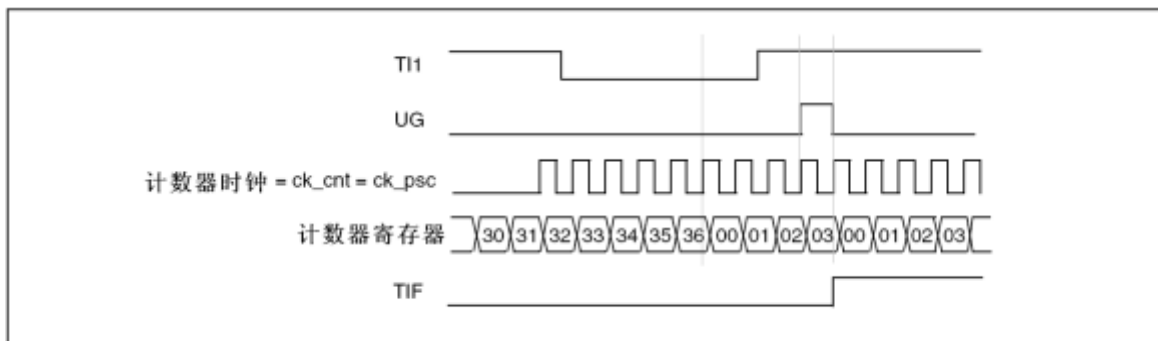 TI1
UG
计数器时钟 = ck_cnt = ck_psc
计数器寄存器 30 31 32 33 34 35 36 00 01 02 03 00 01 02 03
TIF